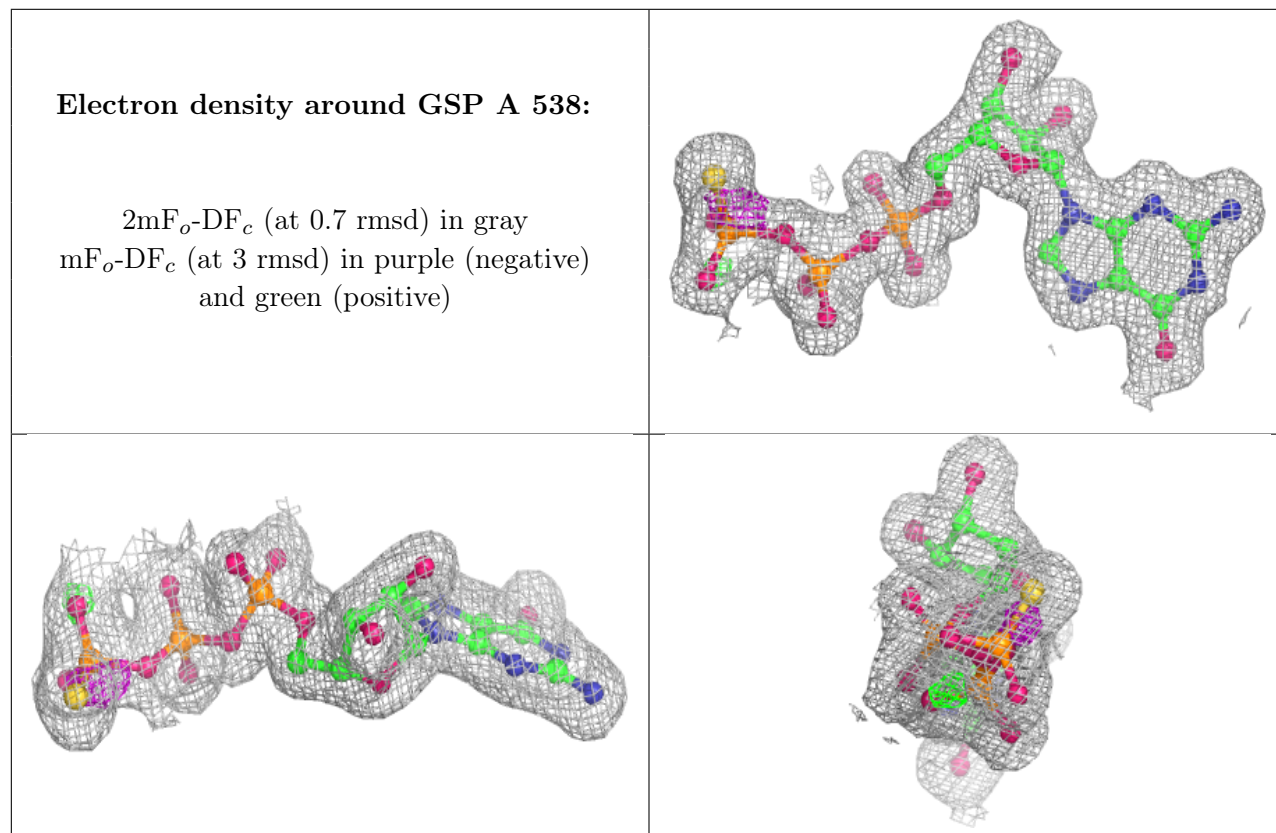 Electron density around GSP A 538:
2mFₒ-DF𝒸 (at 0.7 rmsd) in gray
mFₒ-DF𝒸 (at 3 rmsd) in purple (negative)
and green (positive)